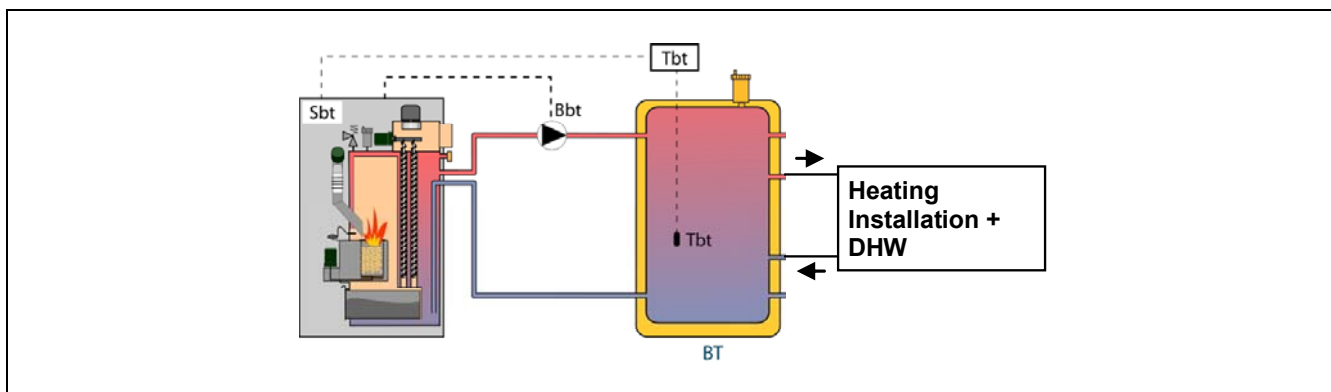 Tbt
Sbt
Bbt
Tbt
Heating
Installation +
DHW
BT